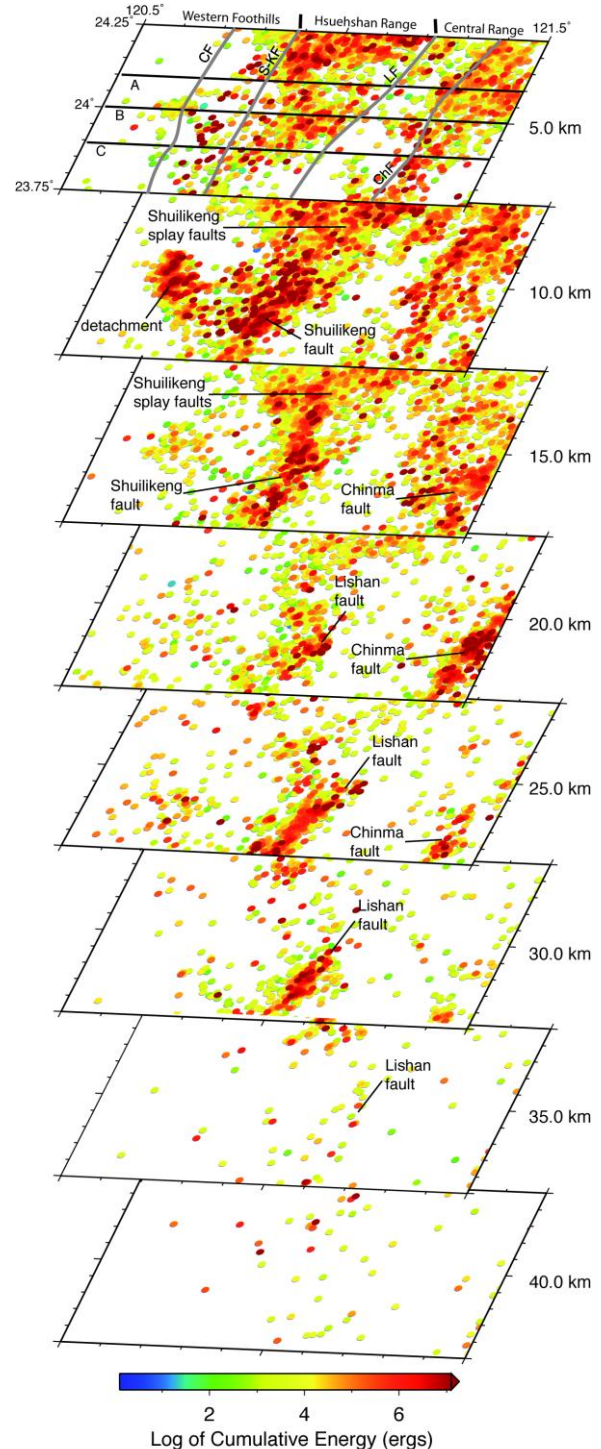 120.5° Western Foothills Hsuehshan Range Central Range 121.5°
24.25°
CF
S-KF
LF
A
24°
B
5.0 km
C
ChF
23.75°
Shuilikeng
splay faults
10.0 km
detachment
Shuilikeng
fault
Shuilikeng
splay faults
15.0 km
Shuilikeng
fault
Chinma
fault
Lishan
fault
20.0 km
Chinma
fault
Lishan
fault
25.0 km
Chinma
fault
Lishan
fault
30.0 km
Lishan
fault
35.0 km
40.0 km
2 4 6
Log of Cumulative Energy (ergs)